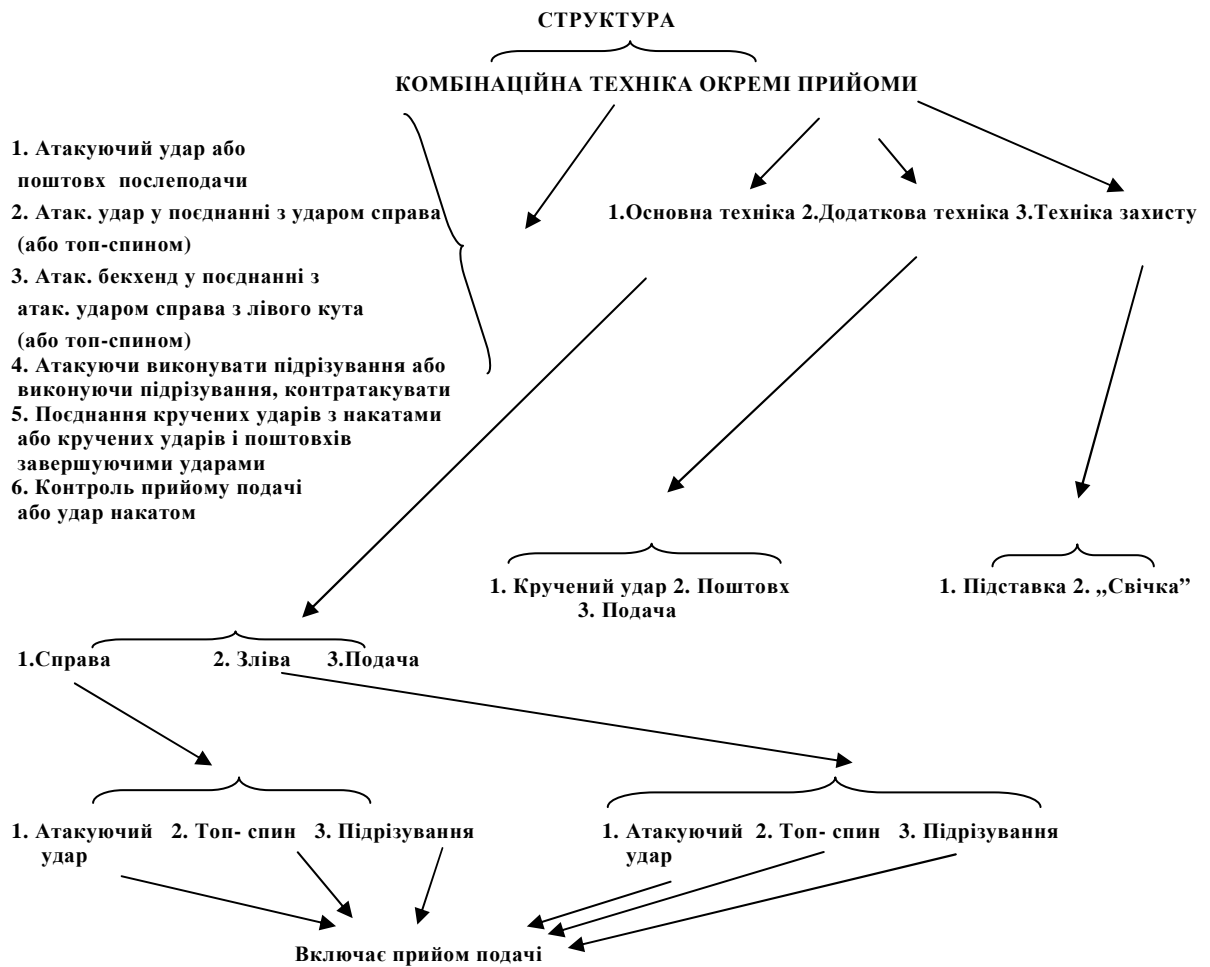 СТРУКТУРА
КОМБІНАЦІЙНА ТЕХНІКА ОКРЕМІ ПРИЙОМИ
1. Атакуючий удар або
поштовх послеподачи
2. Атак. удар у поєднанні з ударом справа
(або топ-спином)
3. Атак. бекхенд у поєднанні з
атак. ударом справа з лівого кута
(або топ-спином)
4. Атакуючи виконувати підрізування або
виконуючи підрізування, контратакувати
5. Поєднання кручених ударів з накатами
або кручених ударів і поштовхів
завершуючими ударами
6. Контроль прийому подачі
або удар накатом
1.Основна техніка 2.Додаткова техніка 3.Техніка захисту
1. Кручений удар 2. Поштовх
3. Подача
1. Підставка 2. „Свічка”
1.Справа 2. Зліва 3.Подача
1. Атакуючий 2. Топ- спин 3. Підрізування
удар
1. Атакуючий 2. Топ- спин 3. Підрізування
удар
Включає прийом подачі